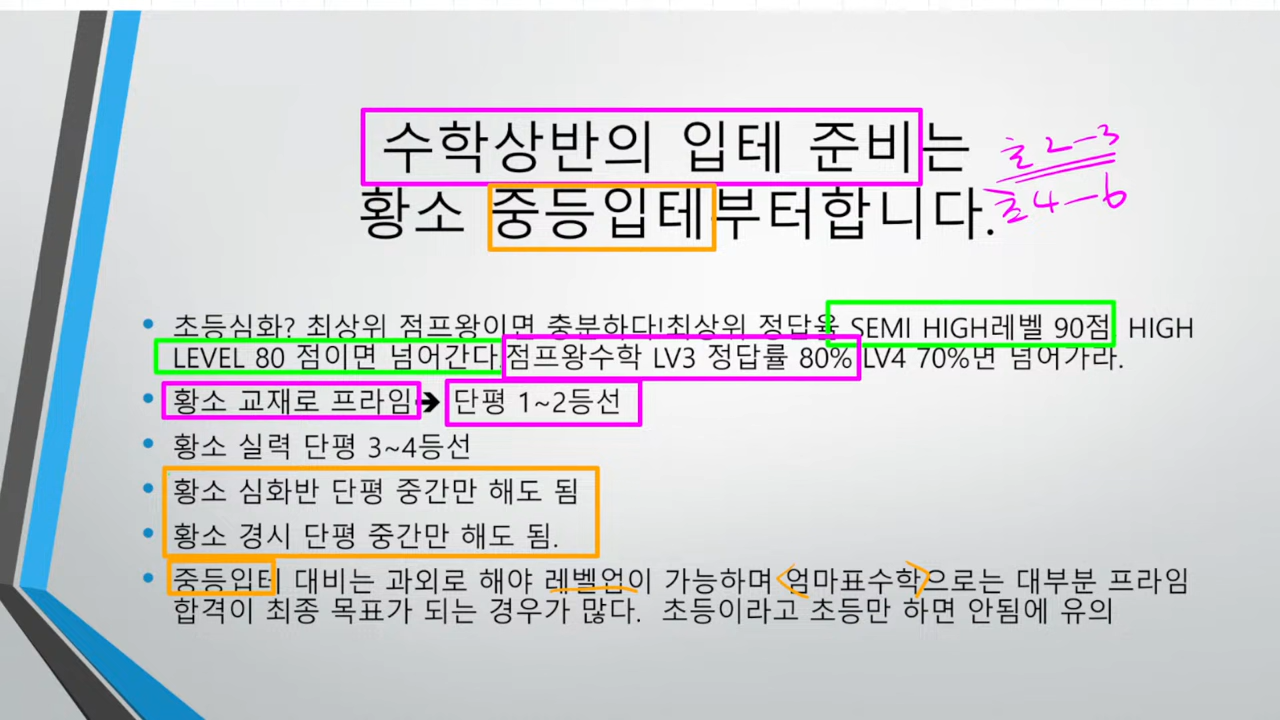 수학상반의 입테 준비는
황소 중등입테부터합니다.
초2-3
초4-6
• 초등심화? 최상위 점프왕이면 충분하다!최상위 정답율 SEMI HIGH레벨 90점 HIGH
LEVEL 80 점이면 넘어간다.점프왕수학 LV3 정답률 80% LV4 70%면 넘어가라.
• 황소 교재로 프라임➔ 단평 1~2등선
• 황소 실력 단평 3~4등선
• 황소 심화반 단평 중간만 해도 됨
• 황소 경시 단평 중간만 해도 됨.
• 중등입테 대비는 과외로 해야 레벨업이 가능하며 <엄마표수학>으로는 대부분 프라임
합격이 최종 목표가 되는 경우가 많다. 초등이라고 초등만 하면 안됨에 유의